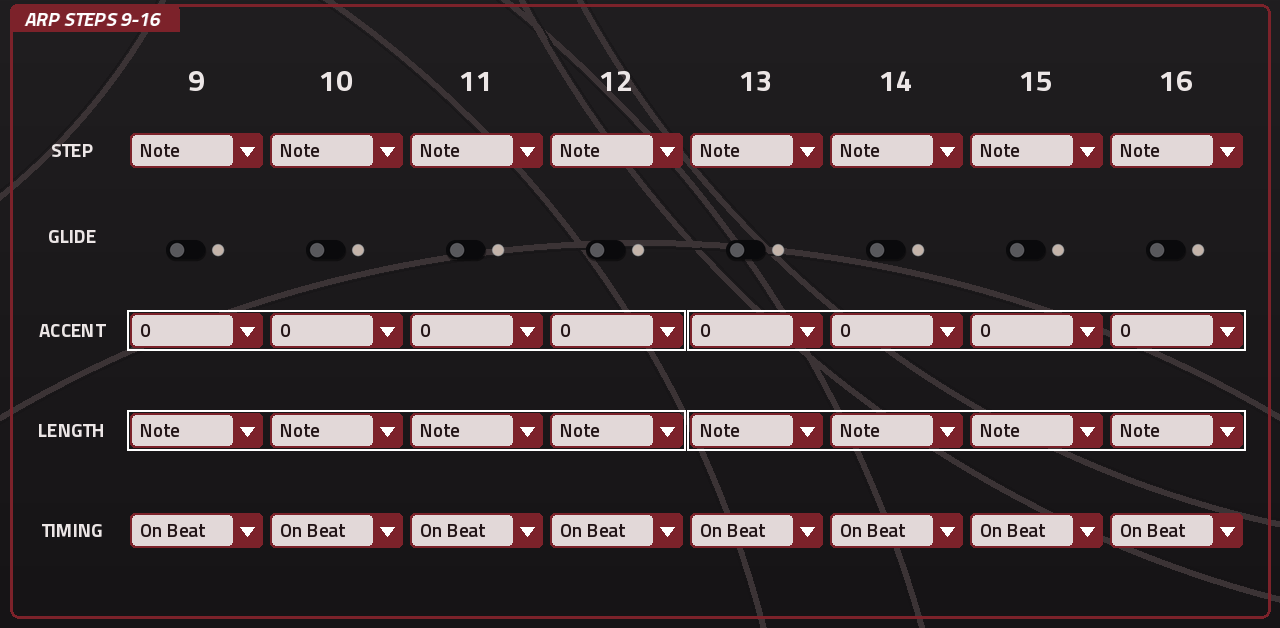 ARP STEPS 9-16
9 10 11 12 13 14 15 16
STEP Note Note Note Note Note Note Note Note
GLIDE
ACCENT 0 0 0 0 0 0 0 0
LENGTH Note Note Note Note Note Note Note Note
TIMING On Beat On Beat On Beat On Beat On Beat On Beat On Beat On Beat